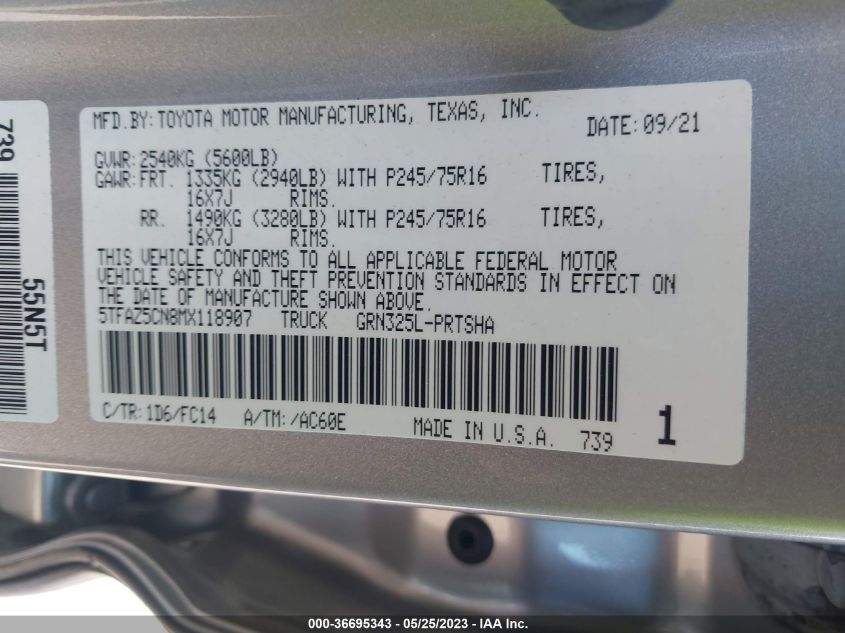 MFD.BY: TOYOTA MOTOR MANUFACTURING, TEXAS, INC.
DATE: 09/21
GVWR: 2540KG (5600LB)
GAWR: FRT. 1335KG (2940LB) WITH P245/75R16 TIRES,
16X7J RIMS.
RR. 1490KG (3280LB) WITH P245/75R16 TIRES,
16X7J RIMS.
THIS VEHICLE CONFORMS TO ALL APPLICABLE FEDERAL MOTOR
VEHICLE SAFETY AND THEFT PREVENTION STANDARDS IN EFFECT ON
THE DATE OF MANUFACTURE SHOWN ABOVE.
5TFAZ5CN8MX118907 TRUCK GRN325L-PRTSHA
C/TR: 1D6/FC14 A/TM: /AC60E MADE IN U.S.A. 739 1
739
55N5T
000-36695343 — 05/25/2023 — IAA Inc.